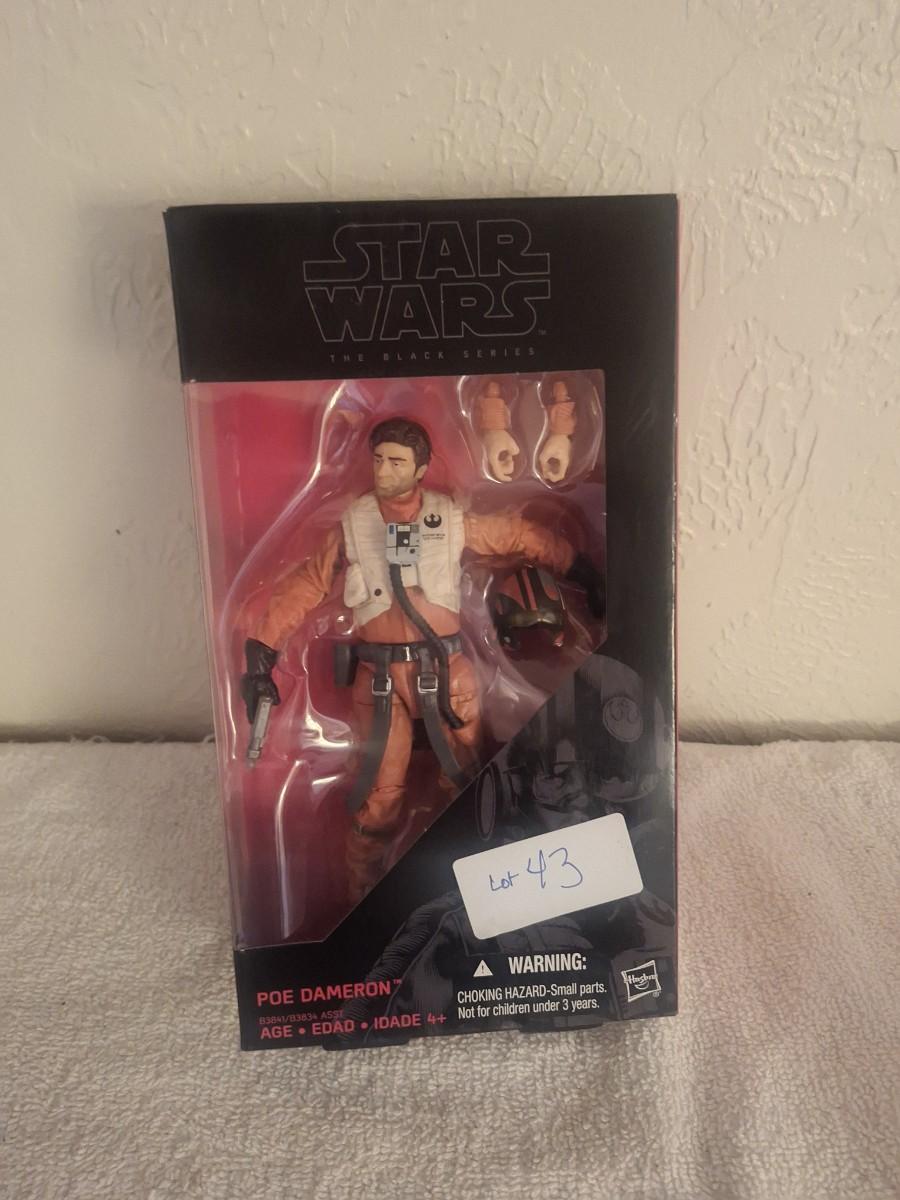 STAR
WARS™
THE BLACK SERIES
Lot 43
WARNING:
CHOKING HAZARD-Small parts.
Not for children under 3 years.
Hasbro
®
POE DAMERON™
B3841/B3834 ASST.
AGE • EDAD • IDADE 4+